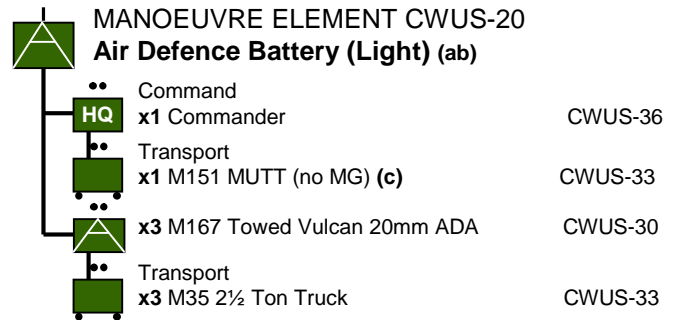 MANOEUVRE ELEMENT CWUS-20
Air Defence Battery (Light) (ab)
Command
HQ x1 Commander CWUS-36
Transport
x1 M151 MUTT (no MG) (c) CWUS-33
x3 M167 Towed Vulcan 20mm ADA CWUS-30
Transport
x3 M35 2½ Ton Truck CWUS-33